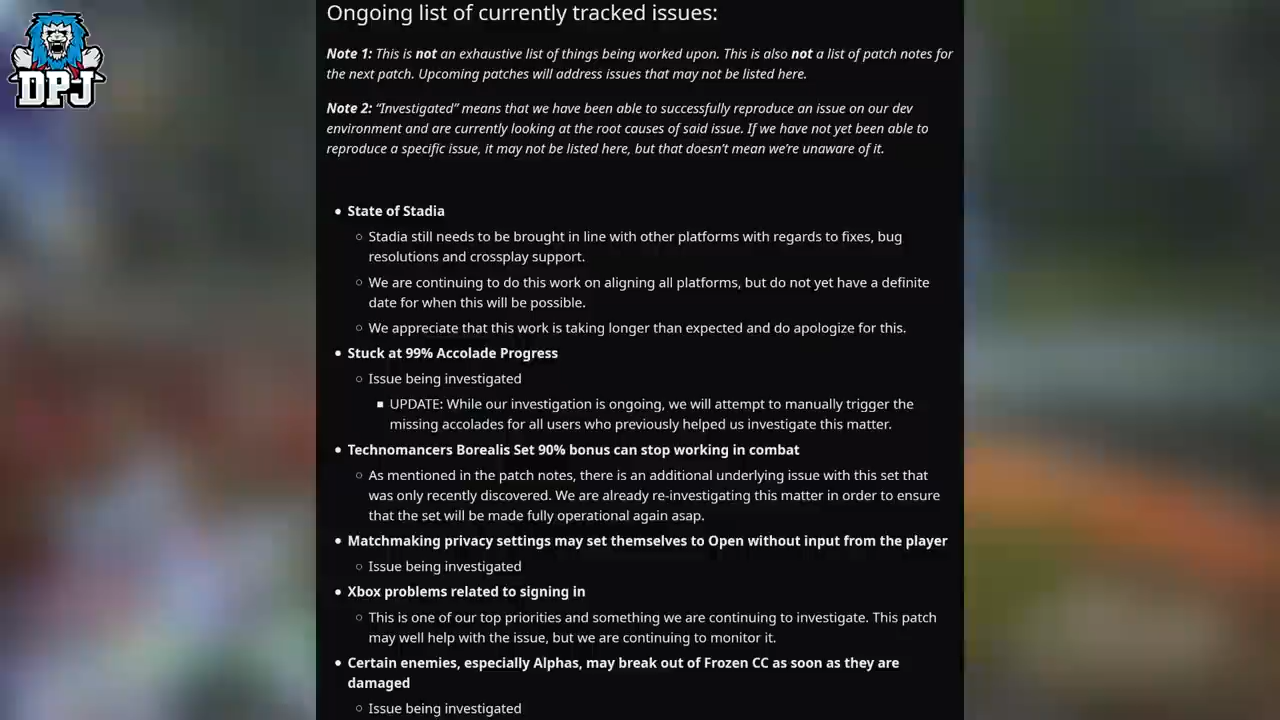 DPJ
Ongoing list of currently tracked issues:
Note 1: This is not an exhaustive list of things being worked upon. This is also not a list of patch notes for
the next patch. Upcoming patches will address issues that may not be listed here.
Note 2: “Investigated” means that we have been able to successfully reproduce an issue on our dev
environment and are currently looking at the root causes of said issue. If we have not yet been able to
reproduce a specific issue, it may not be listed here, but that doesn’t mean we’re unaware of it.
• State of Stadia
○ Stadia still needs to be brought in line with other platforms with regards to fixes, bug
resolutions and crossplay support.
○ We are continuing to do this work on aligning all platforms, but do not yet have a definite
date for when this will be possible.
○ We appreciate that this work is taking longer than expected and do apologize for this.
• Stuck at 99% Accolade Progress
○ Issue being investigated
▪ UPDATE: While our investigation is ongoing, we will attempt to manually trigger the
missing accolades for all users who previously helped us investigate this matter.
• Technomancers Borealis Set 90% bonus can stop working in combat
○ As mentioned in the patch notes, there is an additional underlying issue with this set that
was only recently discovered. We are already re-investigating this matter in order to ensure
that the set will be made fully operational again asap.
• Matchmaking privacy settings may set themselves to Open without input from the player
○ Issue being investigated
• Xbox problems related to signing in
○ This is one of our top priorities and something we are continuing to investigate. This patch
may well help with the issue, but we are continuing to monitor it.
• Certain enemies, especially Alphas, may break out of Frozen CC as soon as they are
damaged
○ Issue being investigated